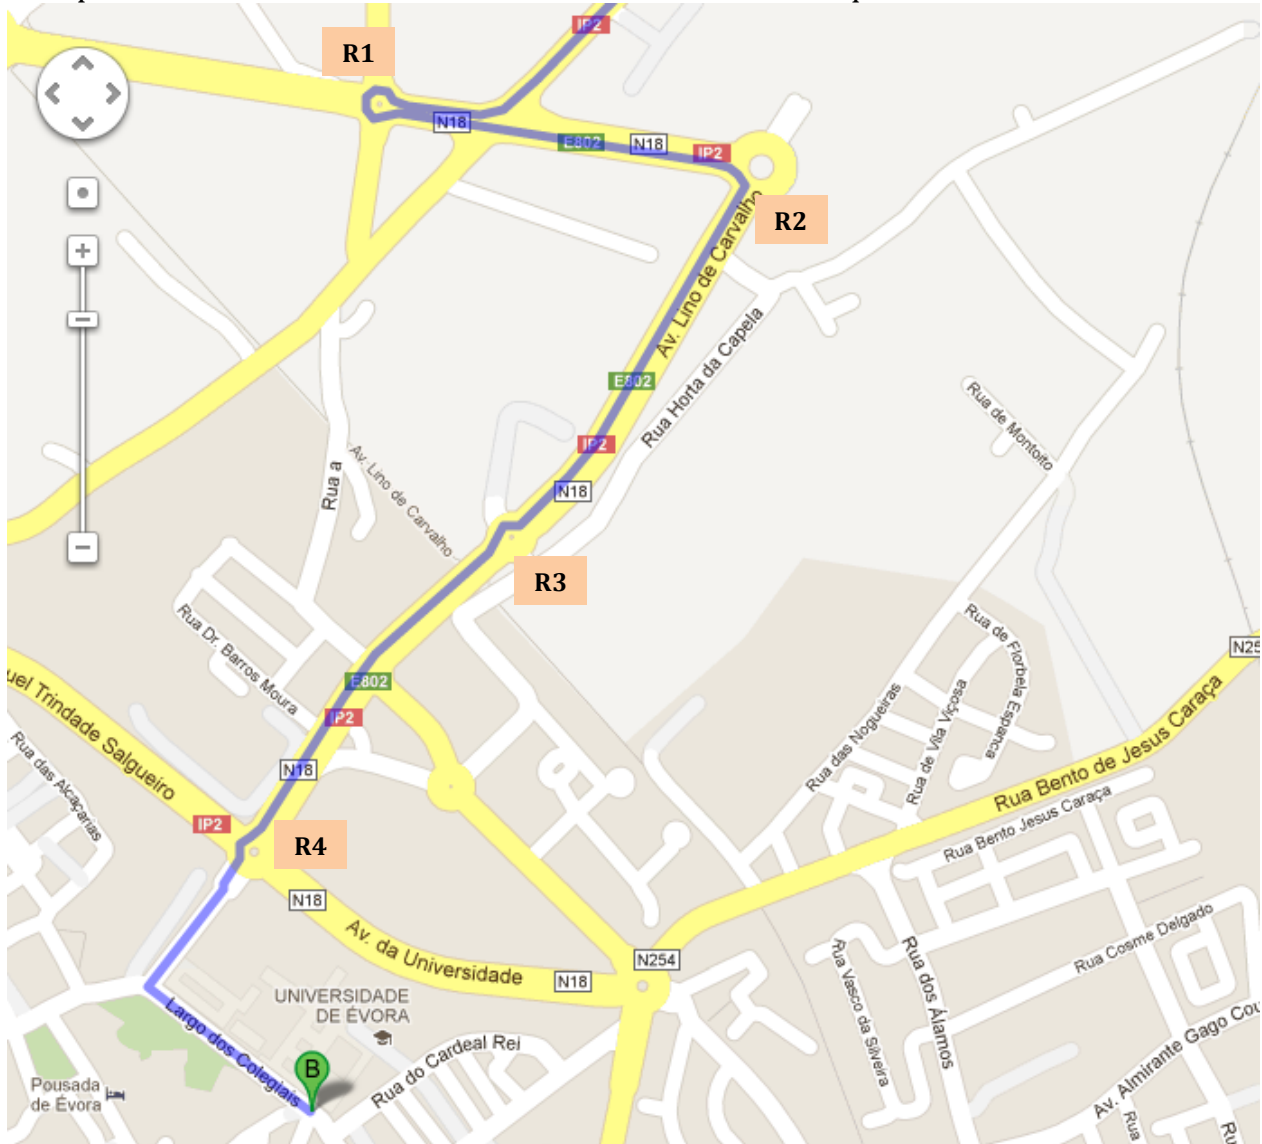 IP2
R1
N18
E802
N18
IP2
R2
Av. Lino de Carvalho
Rua Horta da Capela
E802
IP2
Rua de Montoito
Av. Lino de Carvalho
Rua a
N18
R3
Rua Dr. Barros Moura
Rua de Florbela Espanca
E802
uel Trindade Salgueiro
IP2
Rua das Nogueiras
Rua de Vila Viçosa
Rua Bento de Jesus Caraça
Rua das Alcaçarias
N18
Rua Bento Jesus Caraça
IP2
R4
N18
Av. da Universidade
N254
N18
Rua Cosme Delgado
Rua Vasco da Silveira
Rua dos Álamos
UNIVERSIDADE
DE ÉVORA
Largo dos Colegiais
Rua do Cardeal Rei
B
Pousada
de Évora
Av. Almirante Gago Cou
Rua
Ru